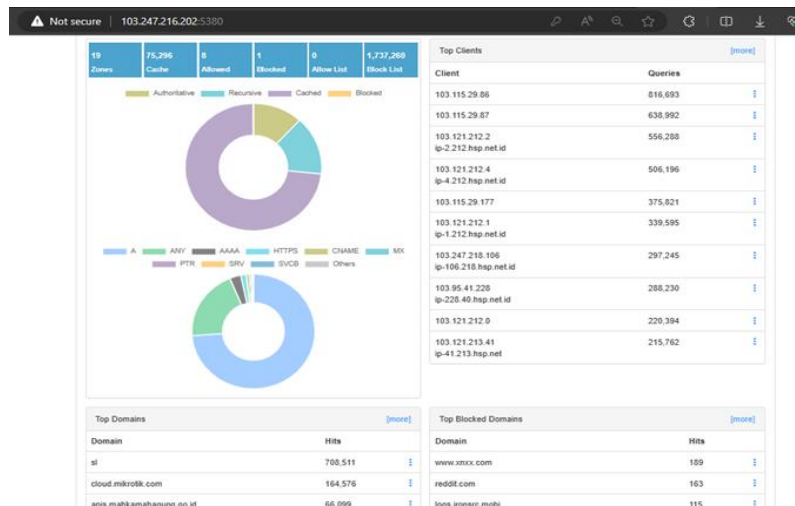 Not secure 103.247.216.202:5380
19 75,296 8 1 0 1,737,260
Zones Cache Allowed Blocked Allow List Block List
Authoritative Recursive Cached Blocked
A ANY AAAA HTTPS CNAME MX
PTR SRV SVCB Others
Top Clients [more]
Client Queries
103.115.29.86 816,693
103.115.29.87 638,992
103.121.212.2 556,288
ip-2.212.hsp.net.id
103.121.212.4 506,196
ip-4.212.hsp.net.id
103.115.29.177 375,821
103.121.212.1 339,595
ip-1.212.hsp.net.id
103.247.218.106 297,245
ip-106.218.hsp.net.id
103.95.41.228 288,230
ip-228.40.hsp.net.id
103.121.212.0 220,394
103.121.213.41 215,762
ip-41.213.hsp.net
Top Domains [more]
Domain Hits
sl 708,511
cloud.mikrotik.com 164,576
apis.mahkamahagung.go.id 66,099
Top Blocked Domains [more]
Domain Hits
www.xnxx.com 189
reddit.com 163
logs.ironsrc.mobi 115